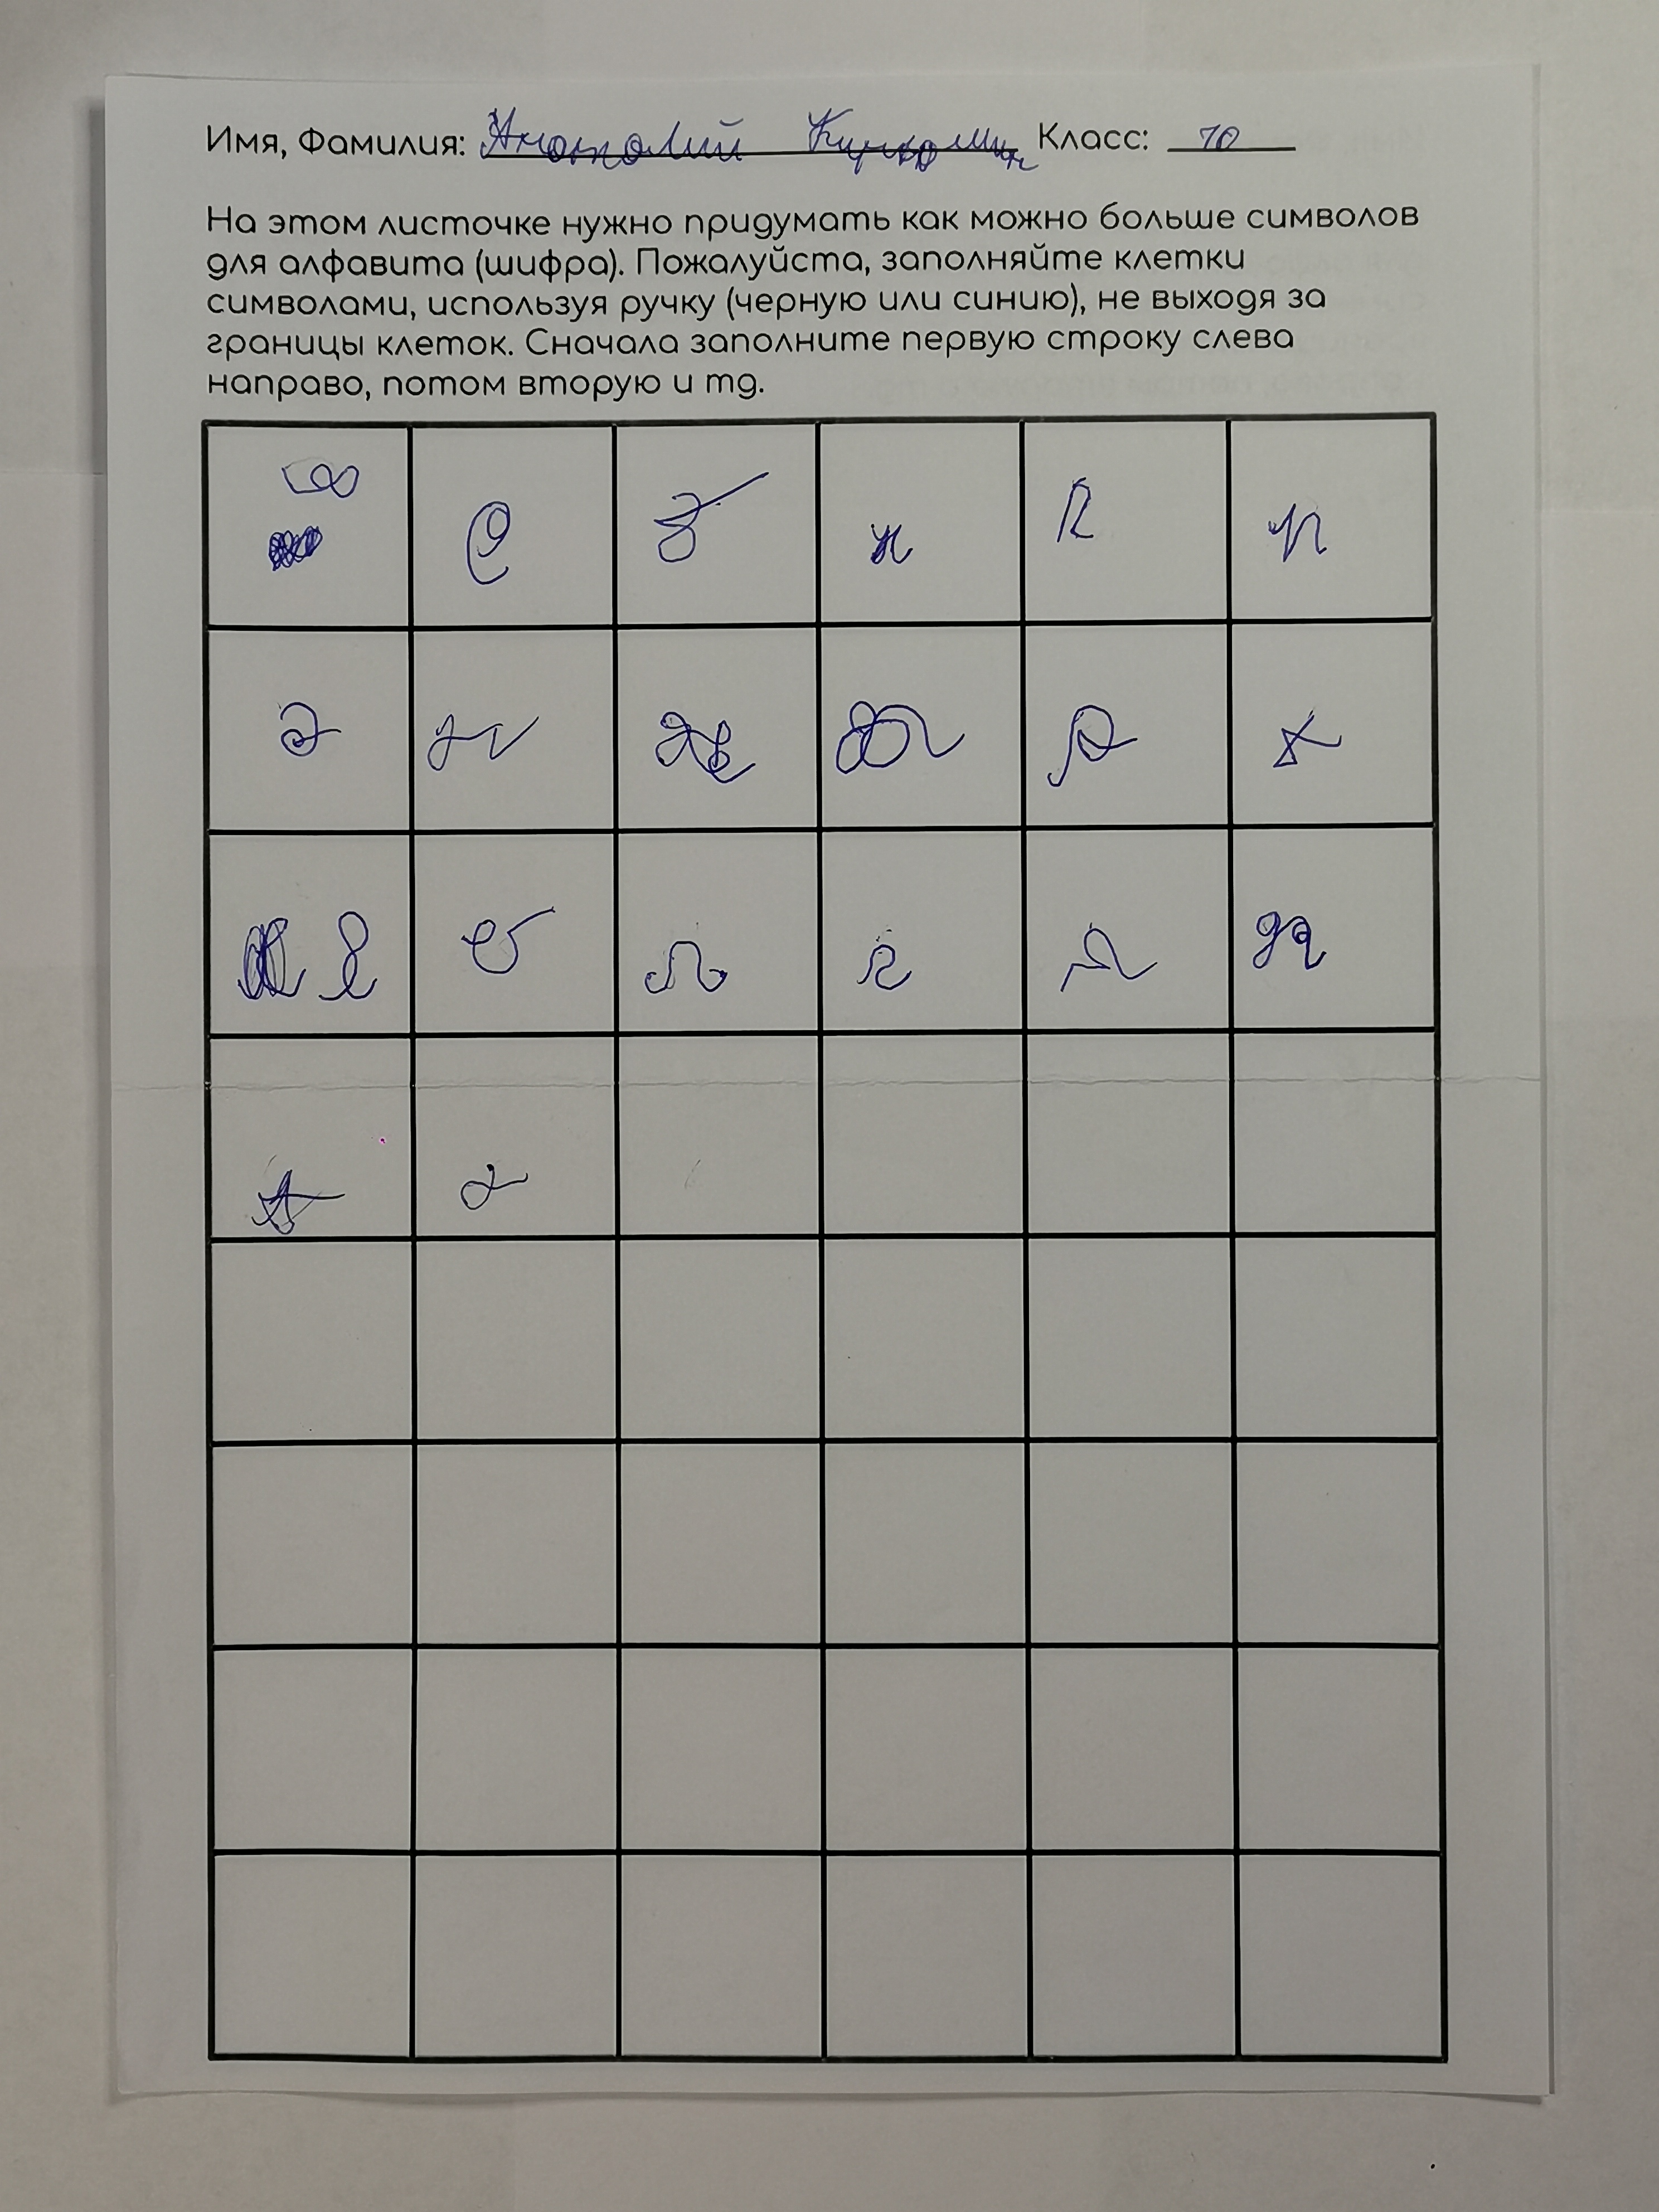 Имя, Фамилия: Анатолий Класс: 10
На этом листочке нужно придумать как можно больше символов
для алфавита (шифра). Пожалуйста, заполняйте клетки
символами, используя ручку (черную или синию), не выходя за
границы клеток. Сначала заполните первую строку слева
направо, потом вторую и тд.